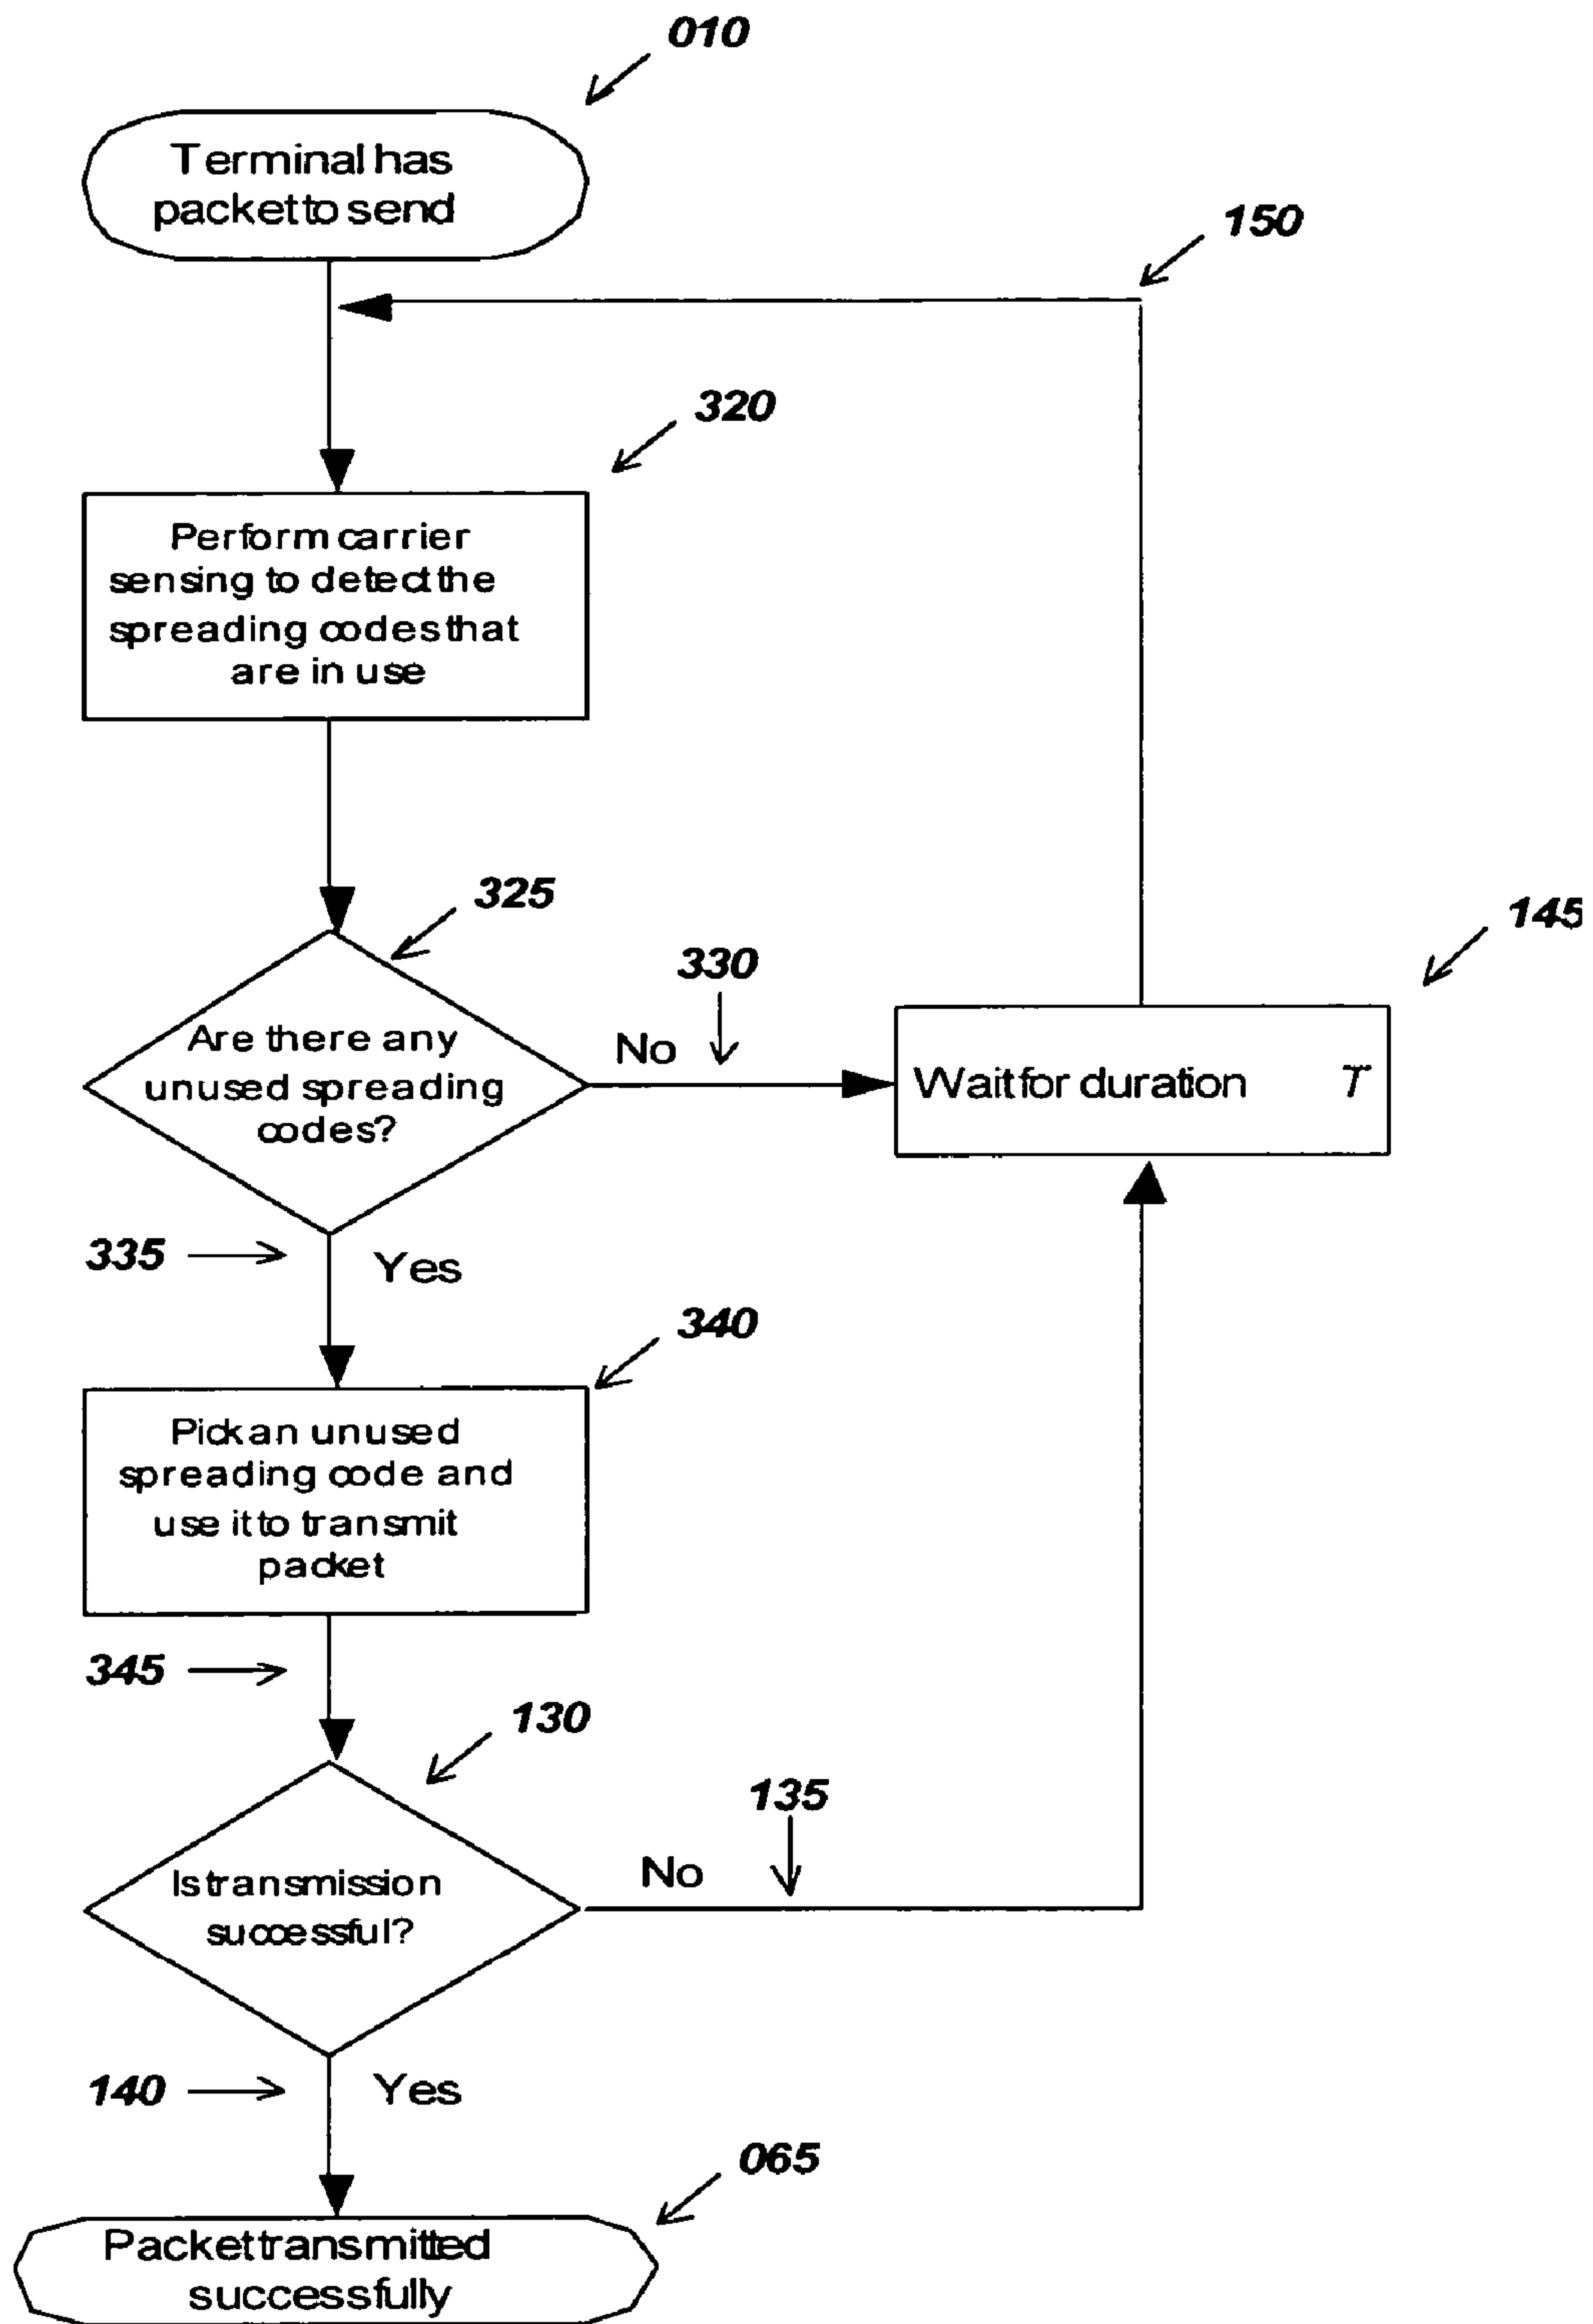 010
Terminal has
packet to send
150
320
Perform carrier
sensing to detect the
spreading codes that
are in use
325
145
330
Are there any
unused spreading
codes?
No
Wait for duration T
335
Yes
340
Pick an unused
spreading code and
use it to transmit
packet
345
130
135
Is transmission
successful?
No
140
Yes
065
Packet transmitted
successfully